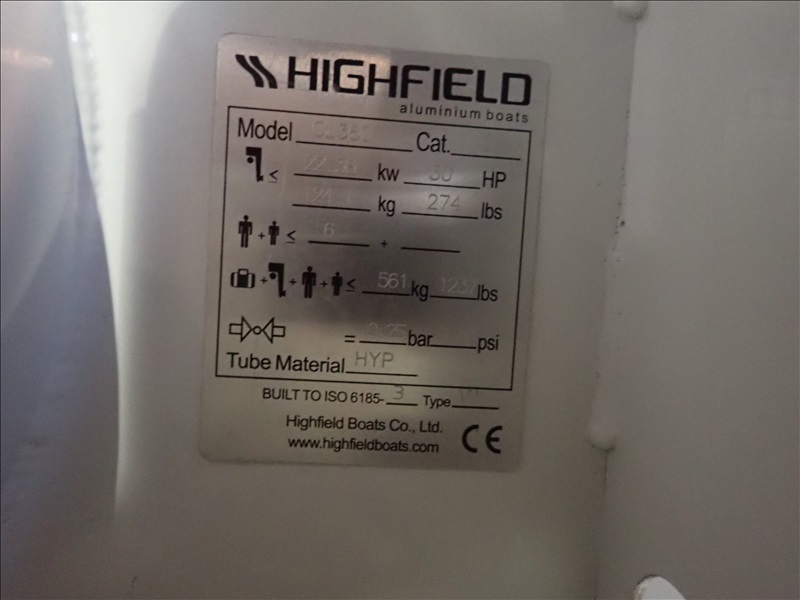 HIGHFIELD
aluminium boats
Model Cat.
≤ kw 30 HP
kg 274 lbs
+ ≤ 6 +
+ + + ≤ 561 kg lbs
= bar psi
Tube Material HYP
BUILT TO ISO 6185- 3 Type
Highfield Boats Co., Ltd.
www.highfieldboats.com CE